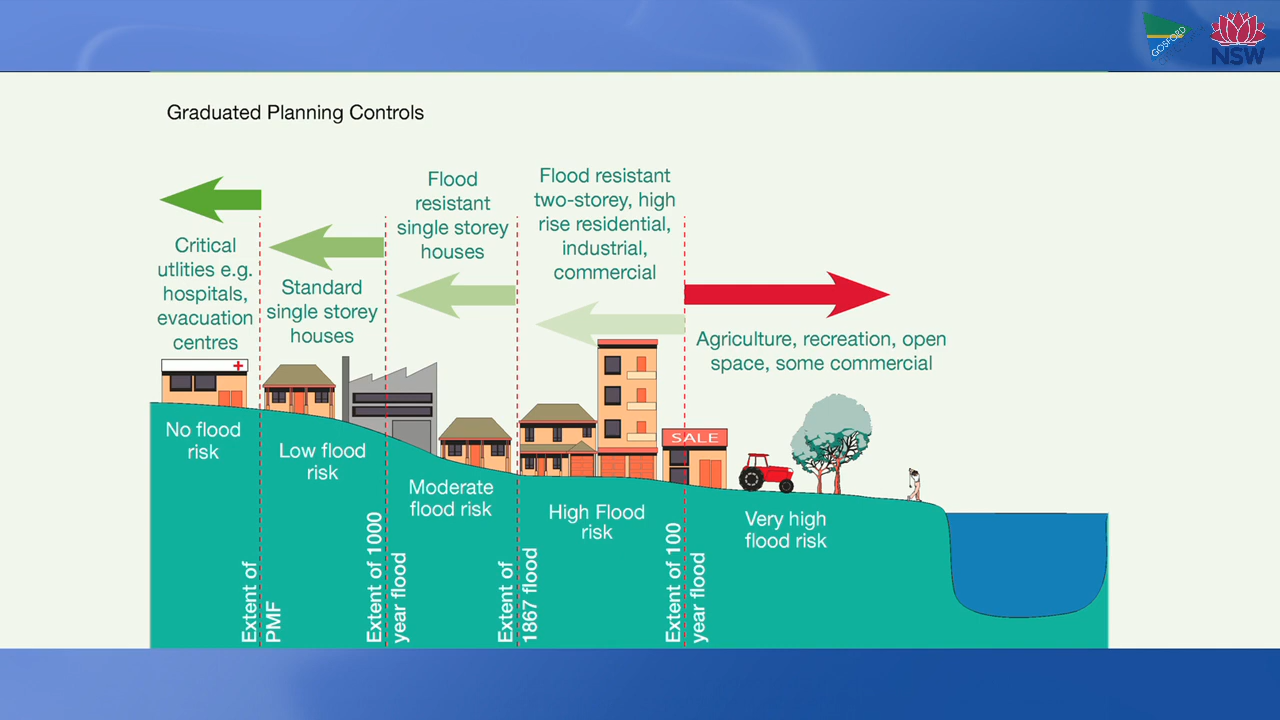 GOSFORD
NSW
Graduated Planning Controls
Critical
utlities e.g.
hospitals,
evacuation
centres
Standard
single storey
houses
Flood
resistant
single storey
houses
Flood resistant
two-storey, high
rise residential,
industrial,
commercial
Agriculture, recreation, open
space, some commercial
SALE
No flood
risk
Low flood
risk
Moderate
flood risk
High Flood
risk
Very high
flood risk
Extent of
PMF
Extent of 1000
year flood
Extent of
1867 flood
Extent of 100
year flood